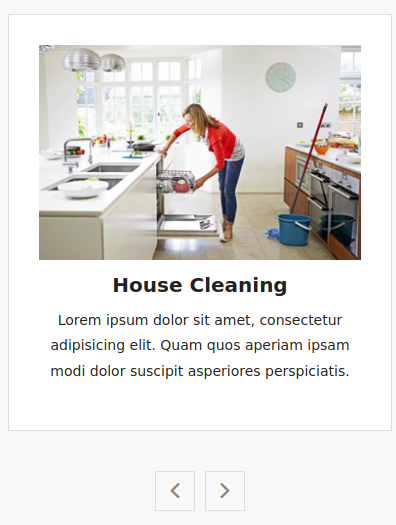 House Cleaning
Lorem ipsum dolor sit amet, consectetur
adipisicing elit. Quam quos aperiam ipsam
modi dolor suscipit asperiores perspiciatis.